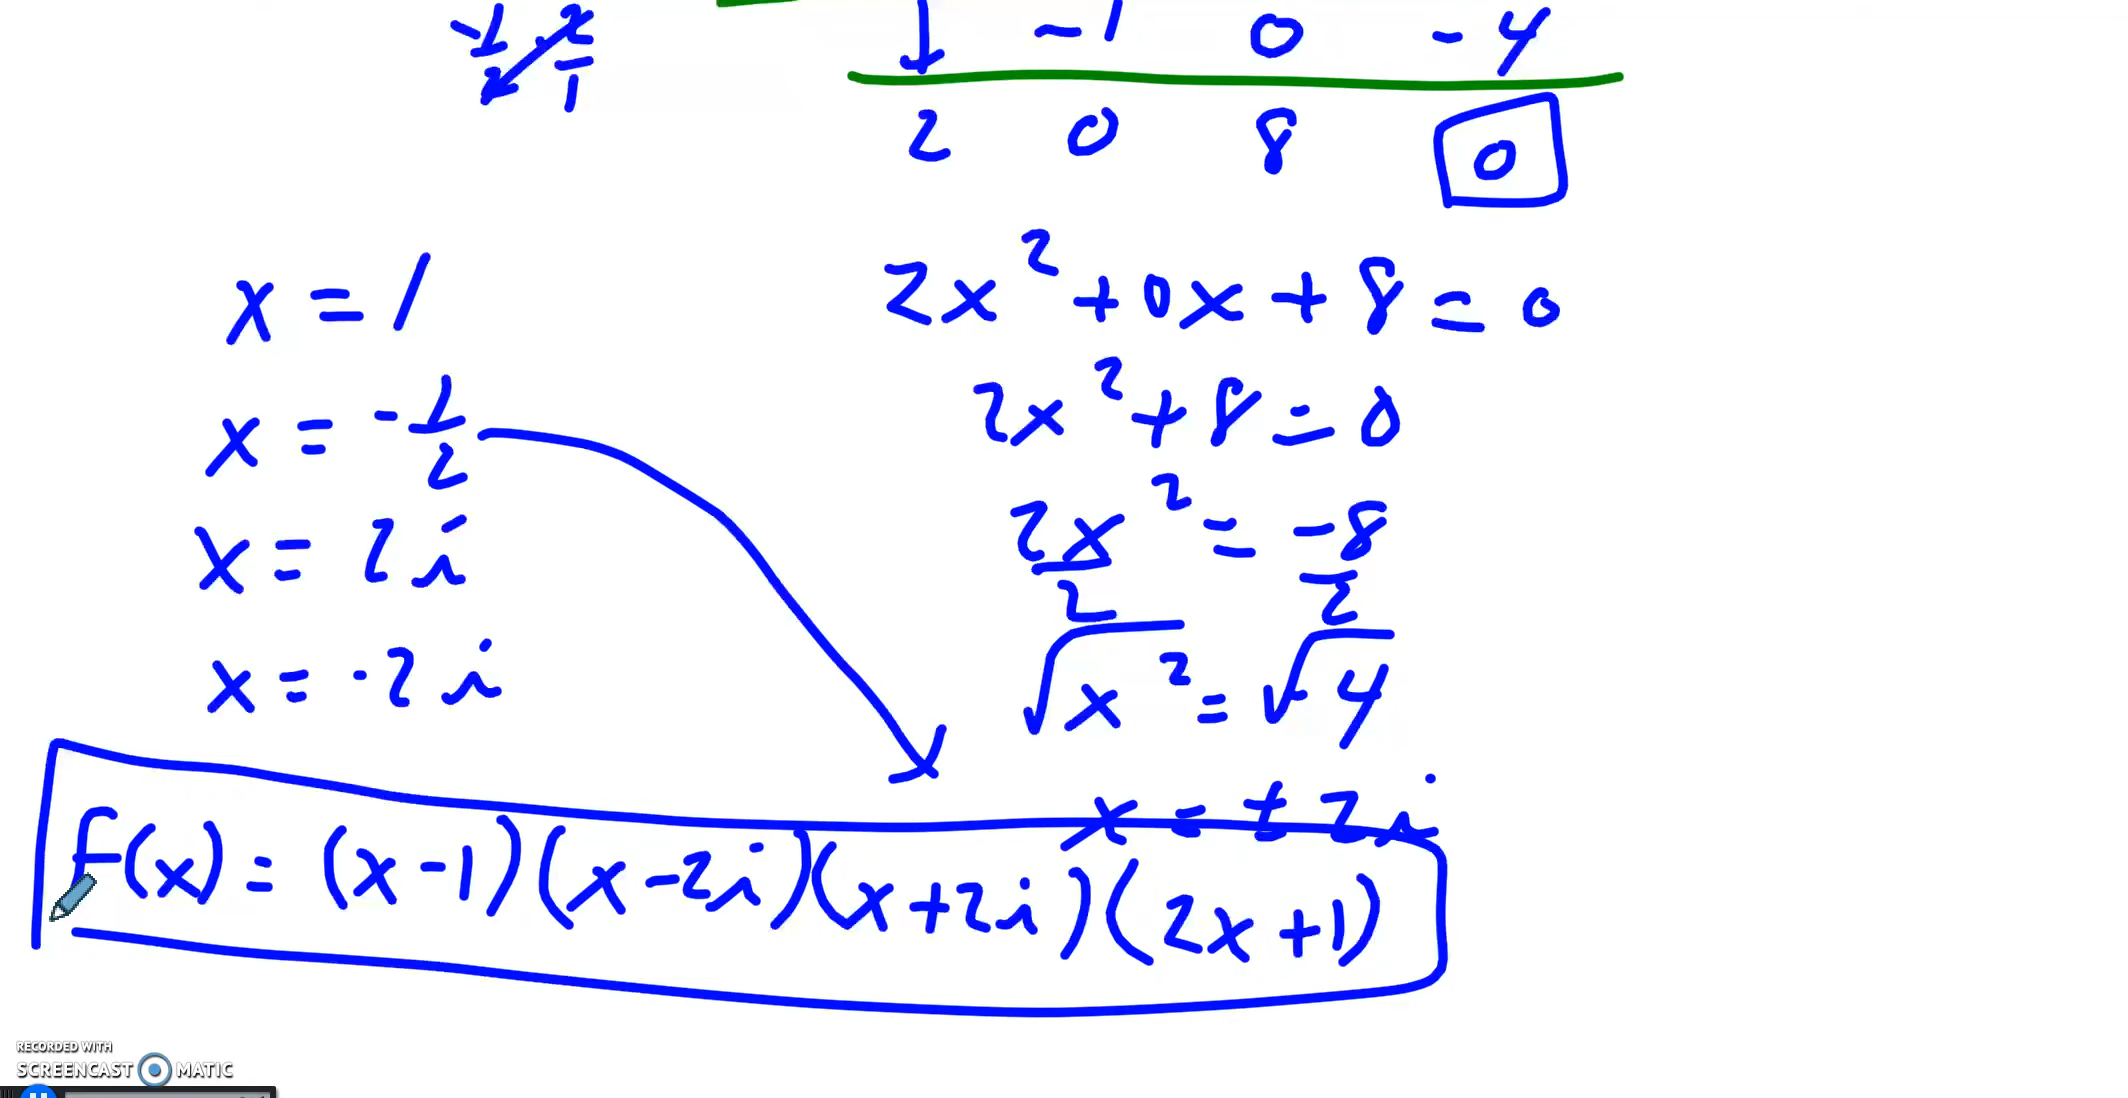 ↓ -1 0 -4
-1/2 · 2/1
2 0 8 0
x = 1
x = -1/2
x = 2i
x = -2i
2x² + 0x + 8 = 0
2x² + 8 = 0
2x²/2 = -8/2
√x² = √-4
x = ± 2i
f(x) = (x-1)(x-2i)(x+2i)(2x+1)
RECORDED WITH
SCREENCAST MATIC